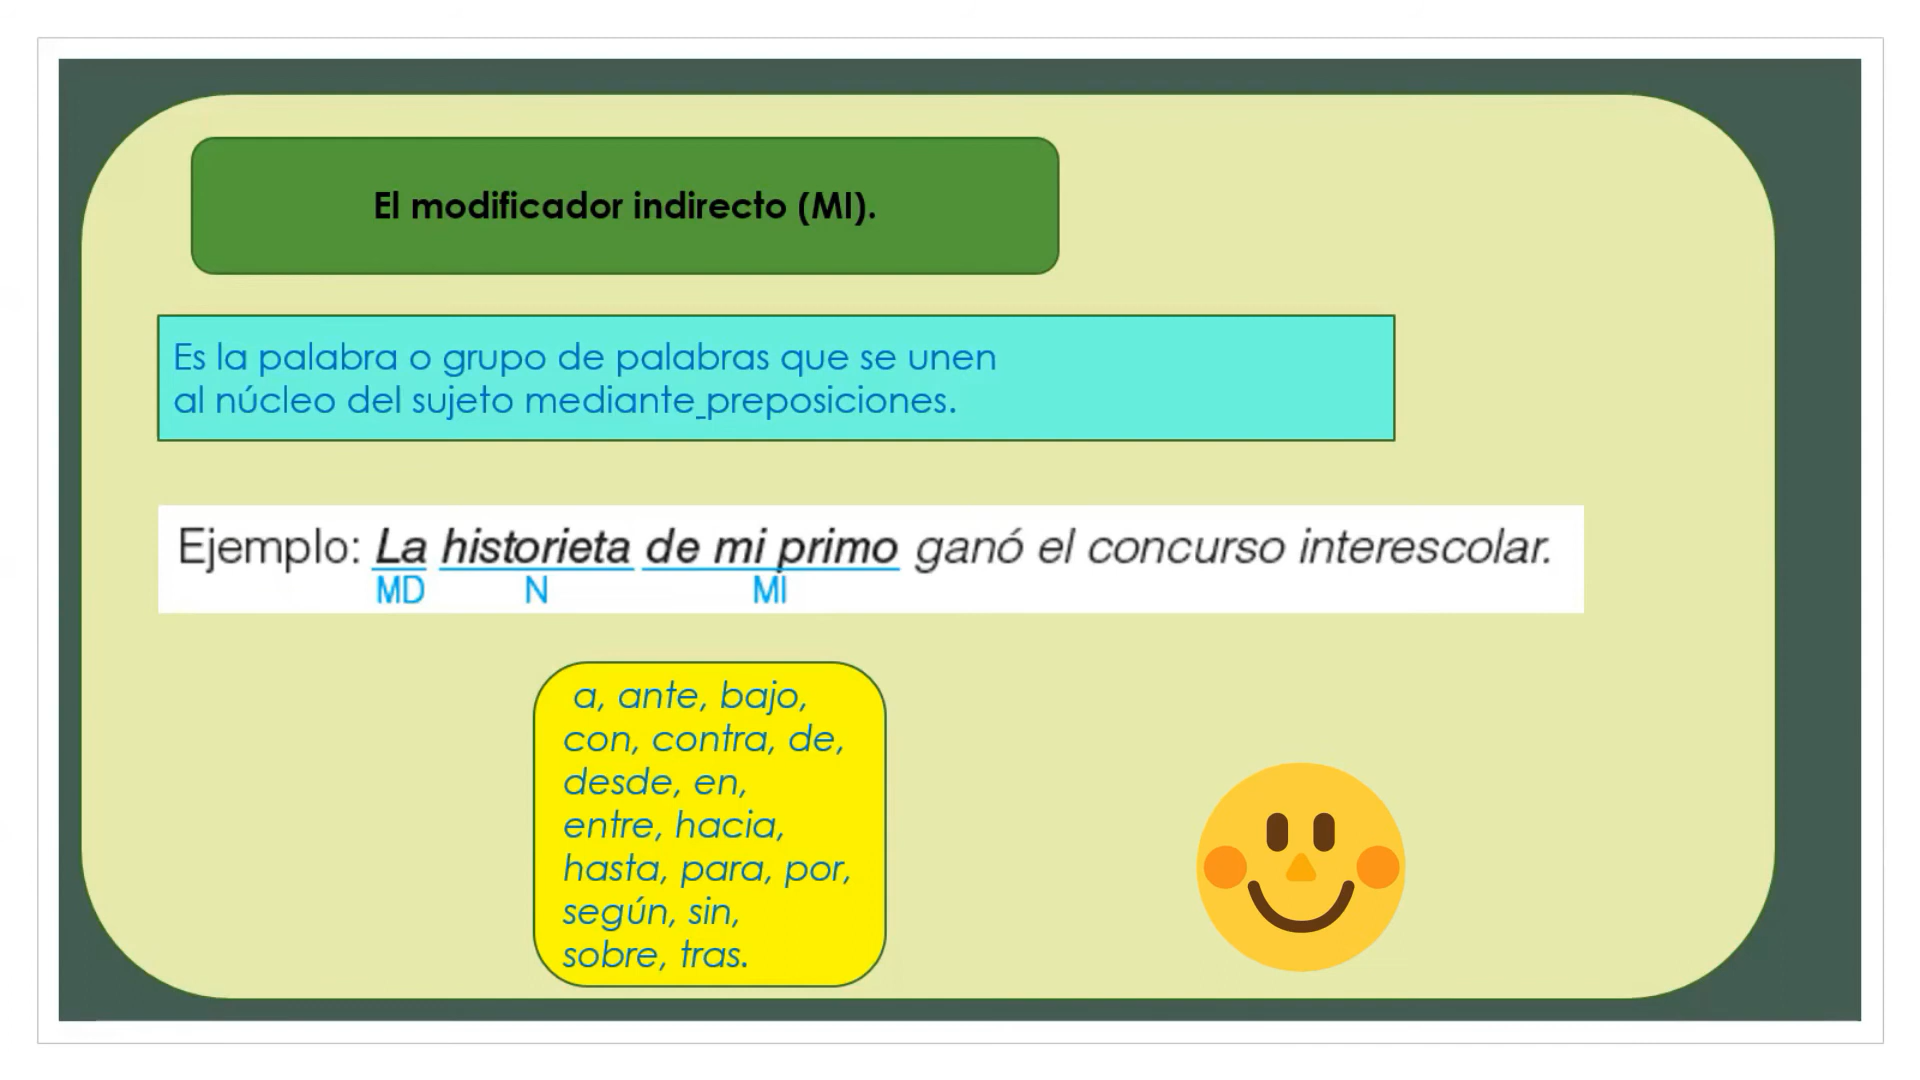 El modificador indirecto (MI).
Es la palabra o grupo de palabras que se unen
al núcleo del sujeto mediante preposiciones.
Ejemplo: La historieta de mi primo ganó el concurso interescolar.
MD N MI
a, ante, bajo,
con, contra, de,
desde, en,
entre, hacia,
hasta, para, por,
según, sin,
sobre, tras.